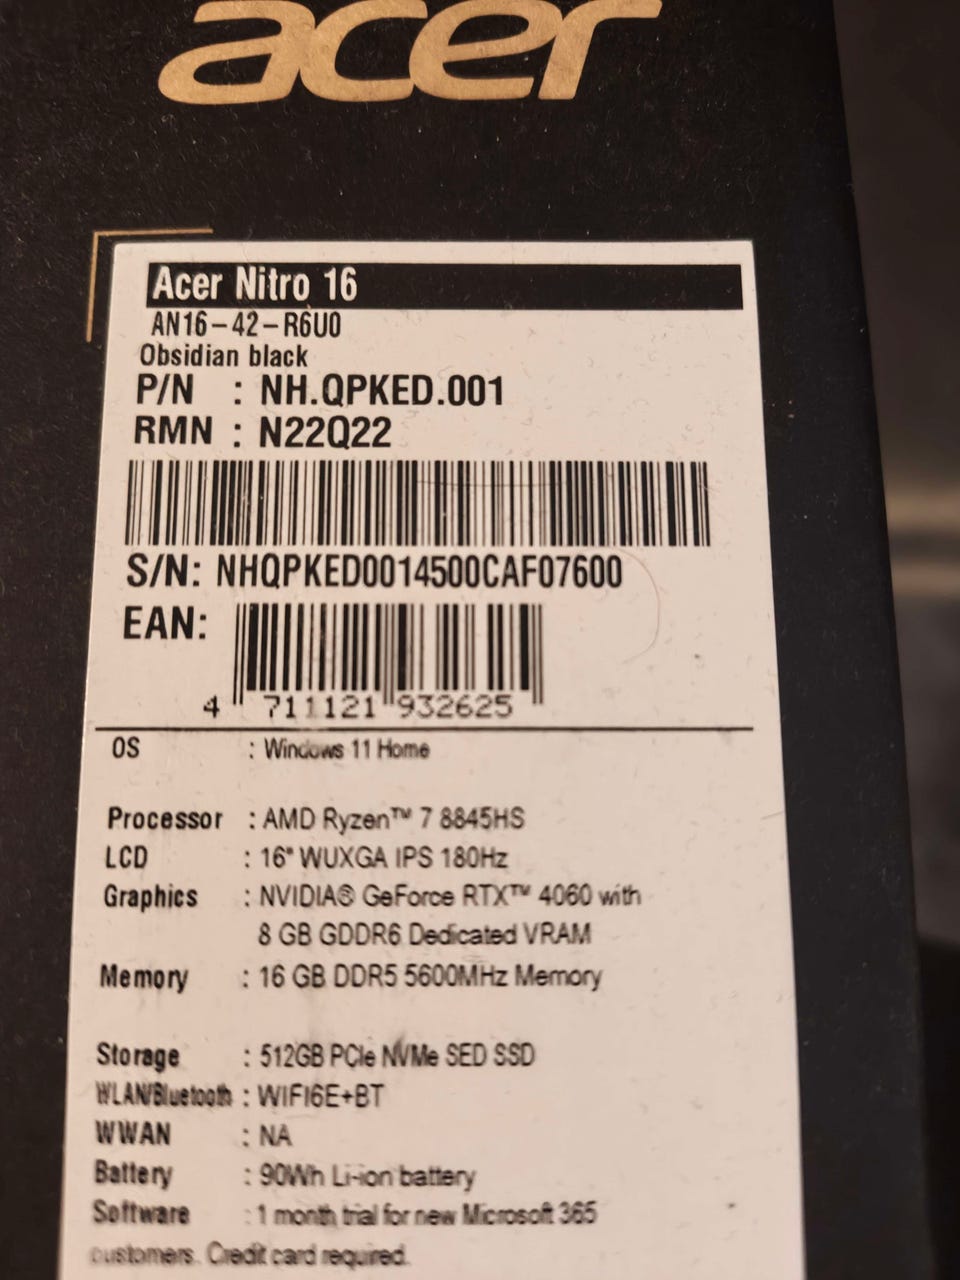 acer
Acer Nitro 16
AN16-42-R6U0
Obsidian black
P/N : NH.QPKED.001
RMN : N22Q22
S/N: NHQPKED0014500CAF07600
EAN:
4 711121 932625
OS : Windows 11 Home
Processor : AMD Ryzen™ 7 8845HS
LCD : 16" WUXGA IPS 180Hz
Graphics : NVIDIA® GeForce RTX™ 4060 with
8 GB GDDR6 Dedicated VRAM
Memory : 16 GB DDR5 5600MHz Memory
Storage : 512GB PCIe NVMe SED SSD
WLAN/Bluetooth : WIFI6E+BT
WWAN : NA
Battery : 90Wh Li-ion battery
Software : 1 month trial for new Microsoft 365
customers. Credit card required.